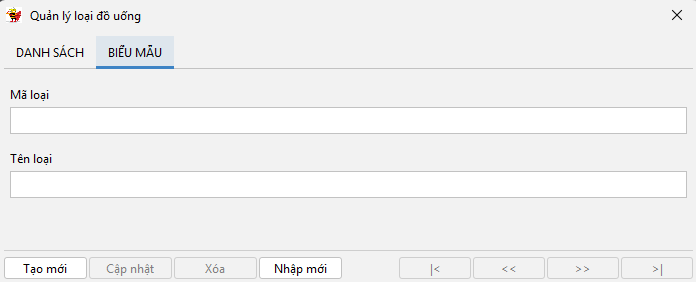 Quản lý loại đồ uống
DANH SÁCH BIỂU MẪU
Mã loại
Tên loại
Tạo mới Cập nhật Xóa Nhập mới |< << >> >|